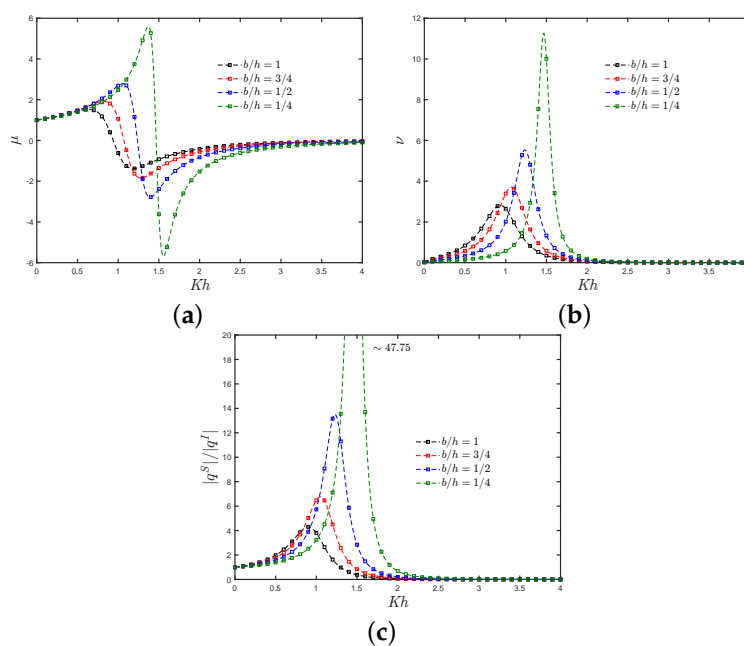 6
4
2
0
-2
-4
-6
μ
0 0.5 1 1.5 2 2.5 3 3.5 4
Kh
b/h = 1
b/h = 3/4
b/h = 1/2
b/h = 1/4
(a)
12
10
8
6
4
2
0
ν
0 0.5 1 1.5 2 2.5 3 3.5
Kh
b/h = 1
b/h = 3/4
b/h = 1/2
b/h = 1/4
(b)
20
18
16
14
12
10
8
6
4
2
0
|q^S|/|q^I|
∼ 47.75
0 0.5 1 1.5 2 2.5 3 3.5 4
Kh
b/h = 1
b/h = 3/4
b/h = 1/2
b/h = 1/4
(c)